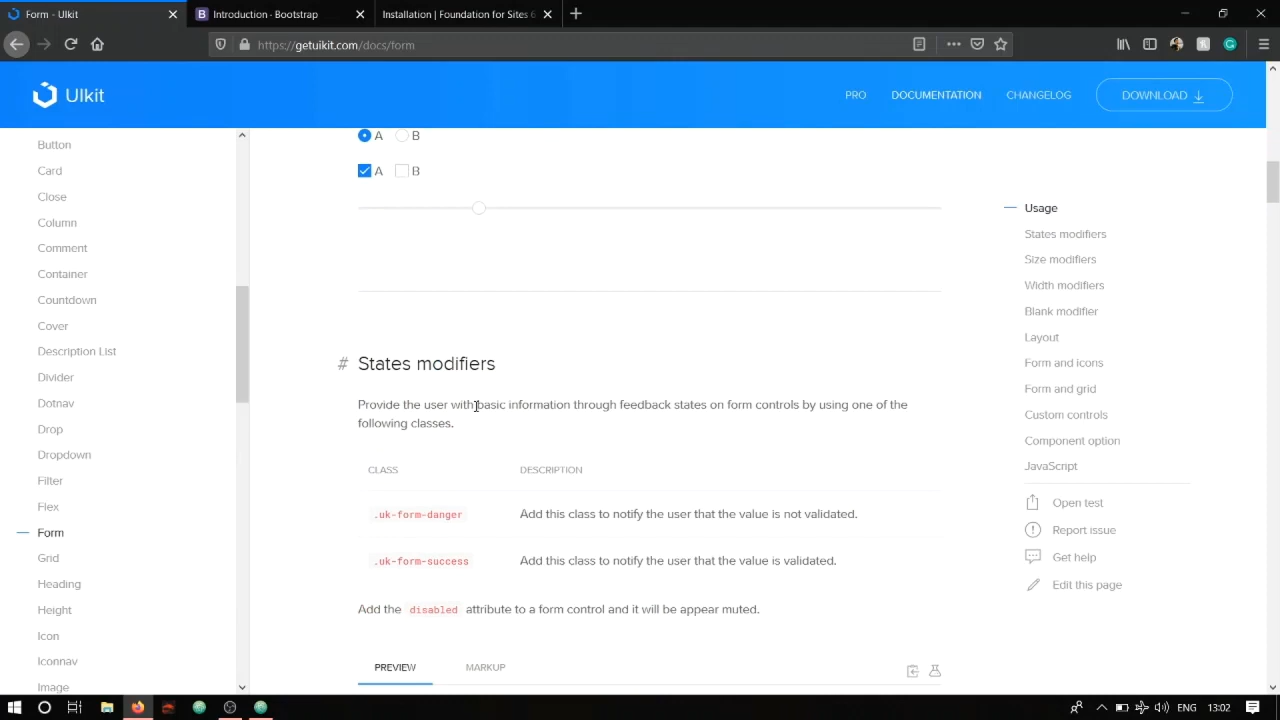 Form - UIkit
Introduction · Bootstrap
Installation | Foundation for Sites 6
https://getuikit.com/docs/form
UIkit
PRO
DOCUMENTATION
CHANGELOG
DOWNLOAD
Button
Card
Close
Column
Comment
Container
Countdown
Cover
Description List
Divider
Dotnav
Drop
Dropdown
Filter
Flex
Form
Grid
Heading
Height
Icon
Iconnav
Image
A B
A B
# States modifiers
Provide the user with basic information through feedback states on form controls by using one of the
following classes.
CLASS DESCRIPTION
.uk-form-danger Add this class to notify the user that the value is not validated.
.uk-form-success Add this class to notify the user that the value is validated.
Add the disabled attribute to a form control and it will be appear muted.
PREVIEW MARKUP
Usage
States modifiers
Size modifiers
Width modifiers
Blank modifier
Layout
Form and icons
Form and grid
Custom controls
Component option
JavaScript
Open test
Report issue
Get help
Edit this page
ENG 13:02